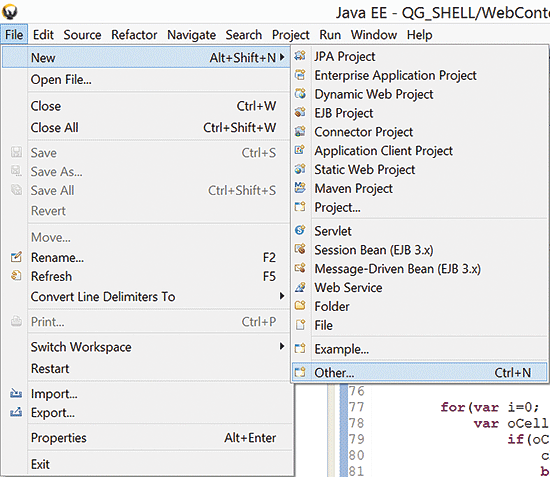 Java EE - QG_SHELL/WebConte
File Edit Source Refactor Navigate Search Project Run Window Help
New Alt+Shift+N
Open File...
Close Ctrl+W
Close All Ctrl+Shift+W
Save Ctrl+S
Save As...
Save All Ctrl+Shift+S
Revert
Move...
Rename... F2
Refresh F5
Convert Line Delimiters To
Print... Ctrl+P
Switch Workspace
Restart
Import...
Export...
Properties Alt+Enter
Exit
JPA Project
Enterprise Application Project
Dynamic Web Project
EJB Project
Connector Project
Application Client Project
Static Web Project
Maven Project
Project...
Servlet
Session Bean (EJB 3.x)
Message-Driven Bean (EJB 3.x)
Web Service
Folder
File
Example...
Other... Ctrl+N
76
77 for(var i=0;
78 var oCell
79 if(oC
80 c
81 b